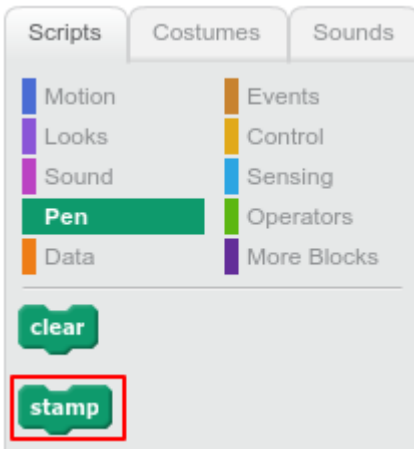 Scripts Costumes Sounds
Motion Events
Looks Control
Sound Sensing
Pen Operators
Data More Blocks
clear
stamp